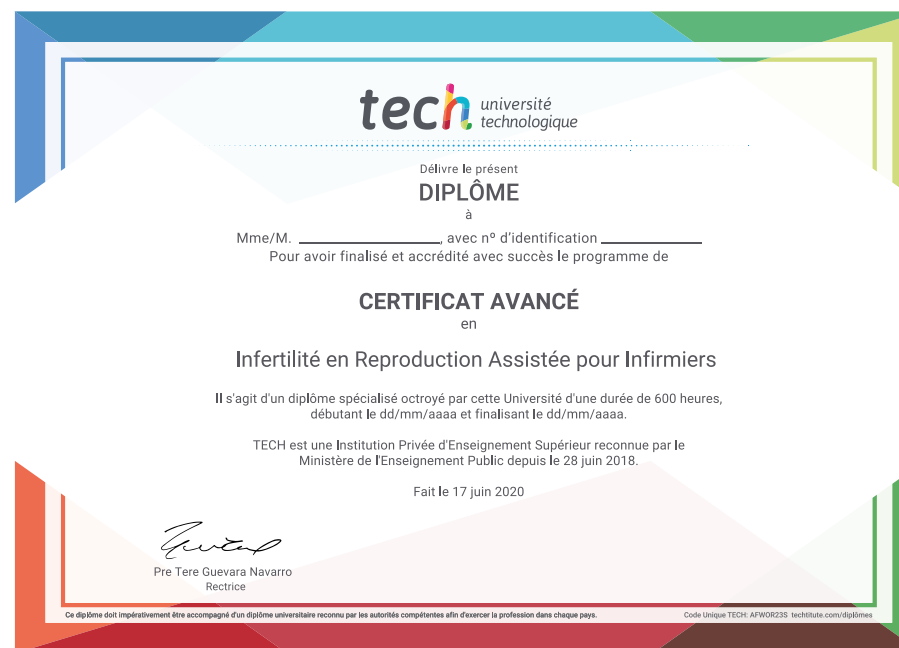 tech université
technologique
Délivre le présent
DIPLÔME
à
Mme/M. ____________, avec nº d'identification ____________
Pour avoir finalisé et accrédité avec succès le programme de
CERTIFICAT AVANCÉ
en
Infertilité en Reproduction Assistée pour Infirmiers
Il s'agit d'un diplôme spécialisé octroyé par cette Université d'une durée de 600 heures,
débutant le dd/mm/aaaa et finalisant le dd/mm/aaaa.
TECH est une Institution Privée d'Enseignement Supérieur reconnue par le
Ministère de l'Enseignement Public depuis le 28 juin 2018.
Fait le 17 juin 2020
Pre Tere Guevara Navarro
Rectrice
Ce diplôme doit impérativement être accompagné d'un diplôme universitaire reconnu par les autorités compétentes afin d'exercer la profession dans chaque pays.
Code Unique TECH: AFWOR23S techtitute.com/diplômes